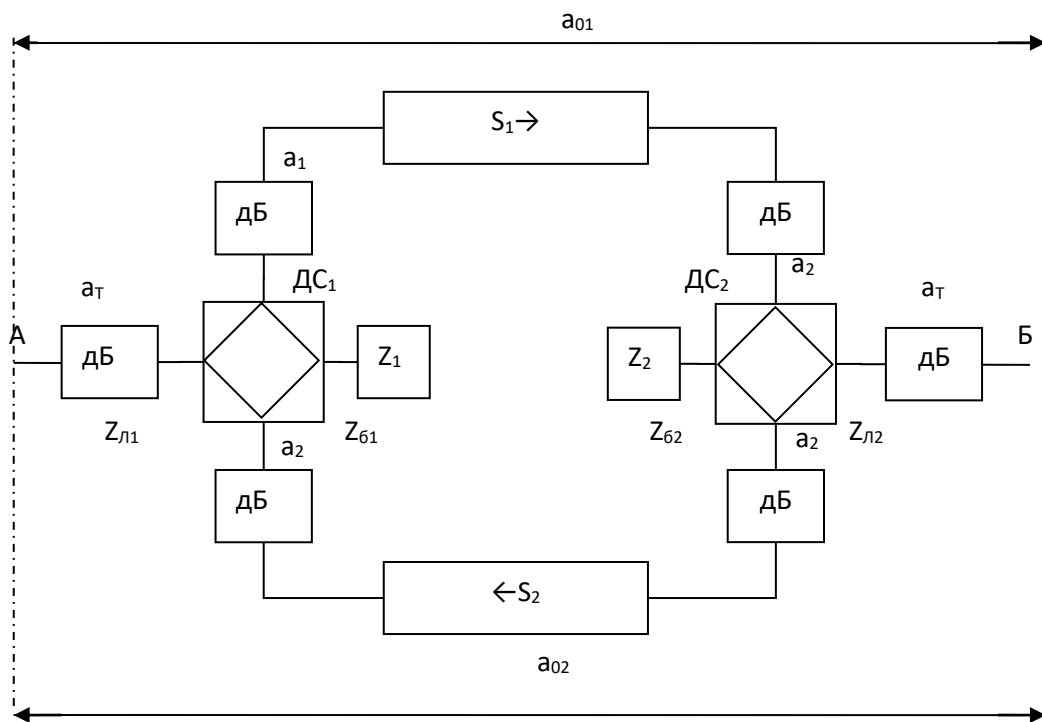 a₀₁
S₁→
a₁
дБ
дБ
a₂
ДС₁
ДС₂
aТ
aТ
А
дБ
Z₁
Z₂
дБ
Б
ZЛ1
Zб1
Zб2
ZЛ2
a₂
a₂
дБ
дБ
←S₂
a₀₂